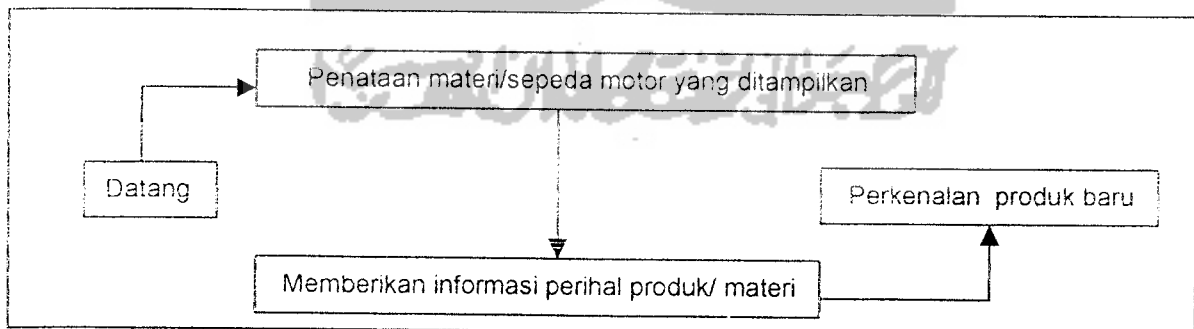 Penataan materi/sepeda motor yang ditampilkan
Datang
Perkenalan produk baru
Memberikan informasi perihal produk/ materi